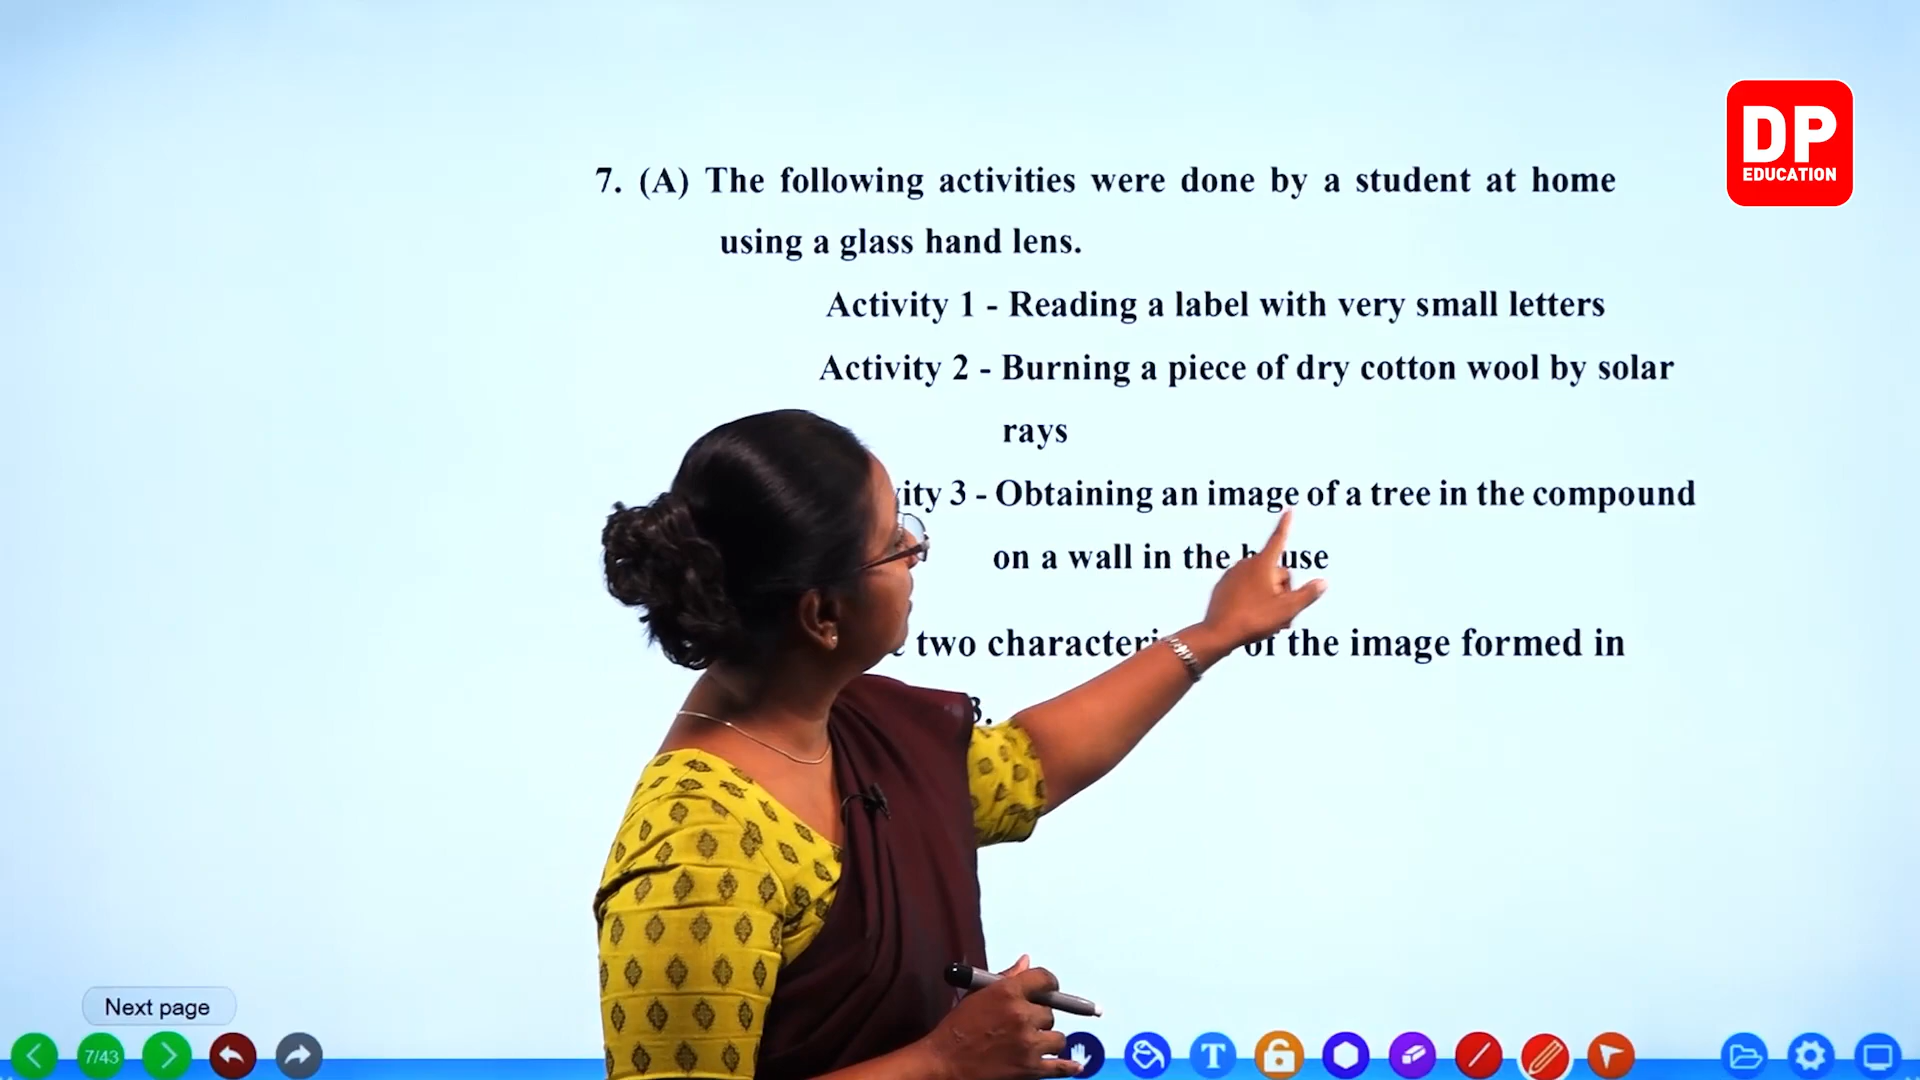 DP
EDUCATION
7. (A) The following activities were done by a student at home
using a glass hand lens.
Activity 1 - Reading a label with very small letters
Activity 2 - Burning a piece of dry cotton wool by solar
rays
3 - Obtaining an image of a tree in the compound
on a wall in the
two of the image formed in
3.
Next page
7/43
T